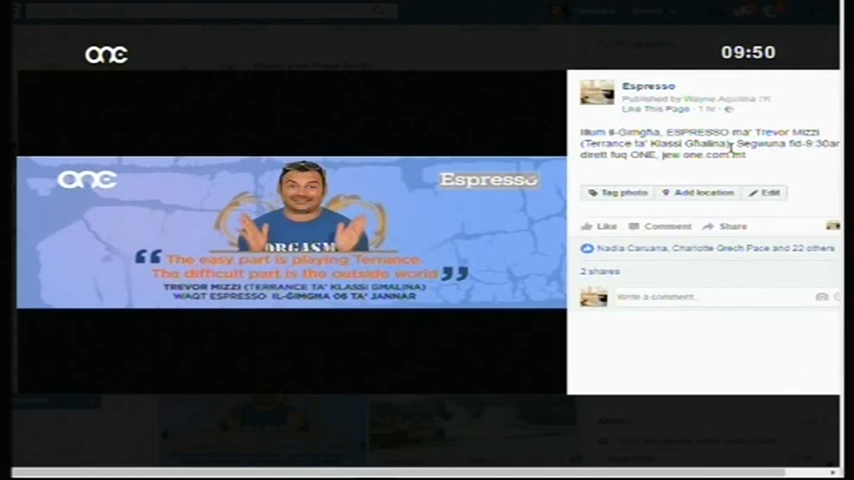 one
09:50
Espresso
Published by Wayne Aquilina [?]
Like This Page · 1 hr ·
Illum il-Ġimgħa, ESPRESSO ma' Trevor Mizzi
(Terrance ta' Klassi Għalina). Segwuna fid-9:30am
dirett fuq ONE, jew one.com.mt
one
Espresso
ORGASM
“ The easy part is playing Terrance.
The difficult part is the outside world ”
TREVOR MIZZI (TERRANCE TA' KLASSI GMALINA)
WAQT ESPRESSO IL-ĠIMGĦA 06 TA' JANNAR
Tag photo
Add location
Edit
Like
Comment
Share
Nadia Caruana, Charlotte Grech Pace and 22 others
2 shares
Write a comment...